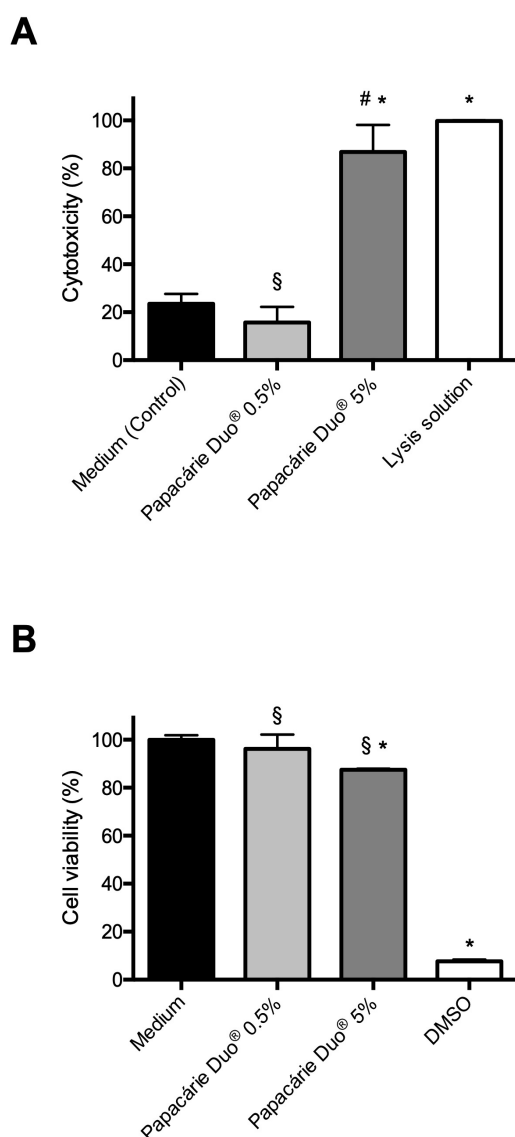 A
# *
*
100
80
60
40
20
0
§
Cytotoxicity (%)
Medium (Control)
Papacárie Duo® 0.5%
Papacárie Duo® 5%
Lysis solution
B
§
§ *
*
100
80
60
40
20
0
Cell viability (%)
Medium
Papacárie Duo® 0.5%
Papacárie Duo® 5%
DMSO